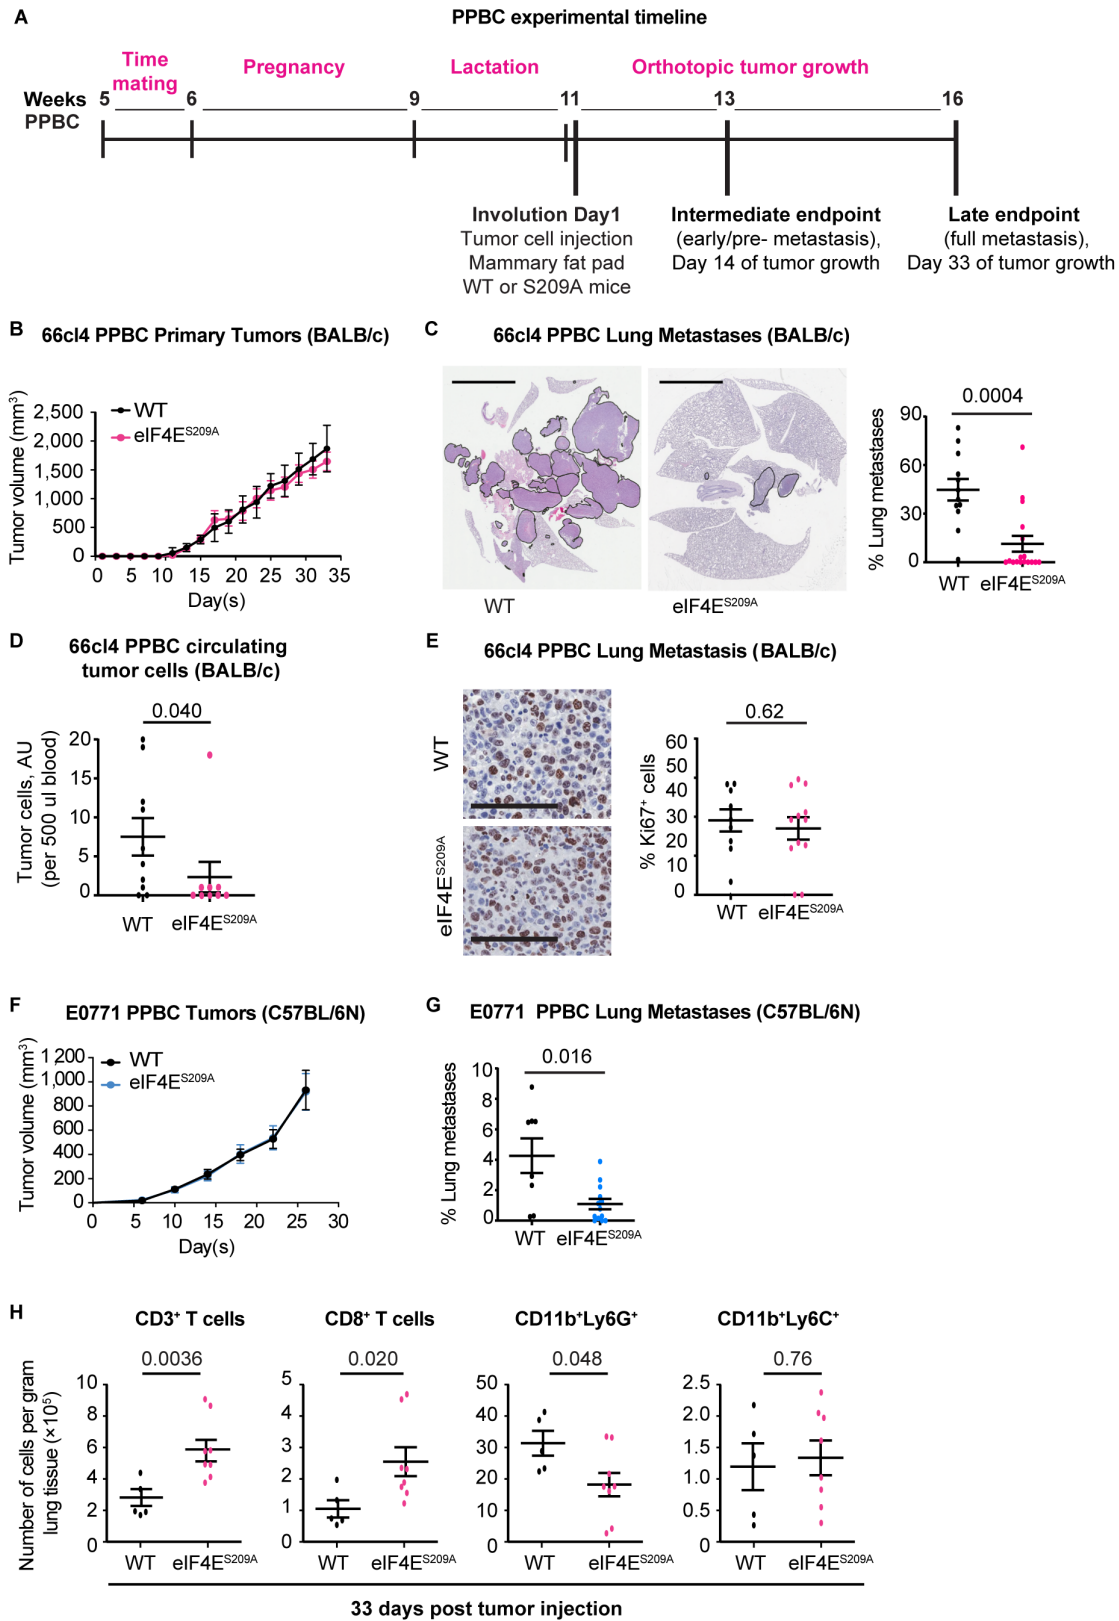 A
PPBC experimental timeline
Time mating
Pregnancy
Lactation
Orthotopic tumor growth
Weeks PPBC
5 6 9 11 13 16
Involution Day1
Tumor cell injection
Mammary fat pad
WT or S209A mice
Intermediate endpoint
(early/pre- metastasis),
Day 14 of tumor growth
Late endpoint
(full metastasis),
Day 33 of tumor growth
B
66cl4 PPBC Primary Tumors (BALB/c)
Tumor volume (mm³)
2,500
2,000
1,500
1,000
500
0
WT
eIF4E^S209A
0 5 10 15 20 25 30 35
Day(s)
C
66cl4 PPBC Lung Metastases (BALB/c)
WT
eIF4E^S209A
% Lung metastases
0.0004
90
60
30
0
WT eIF4E^S209A
D
66cl4 PPBC circulating
tumor cells (BALB/c)
0.040
Tumor cells, AU
(per 500 ul blood)
20
15
10
5
0
WT eIF4E^S209A
E
66cl4 PPBC Lung Metastasis (BALB/c)
WT
eIF4E^S209A
0.62
% Ki67⁺ cells
60
50
40
30
20
10
0
WT eIF4E^S209A
F
E0771 PPBC Tumors (C57BL/6N)
Tumor volume (mm³)
1,200
1,000
800
600
400
200
0
WT
eIF4E^S209A
0 5 10 15 20 25 30
Day(s)
G
E0771 PPBC Lung Metastases (C57BL/6N)
0.016
% Lung metastases
10
8
6
4
2
0
WT eIF4E^S209A
H
Number of cells per gram
lung tissue (×10⁵)
CD3⁺ T cells
0.0036
10
8
6
4
2
0
WT eIF4E^S209A
CD8⁺ T cells
0.020
5
4
3
2
1
0
WT eIF4E^S209A
CD11b⁺Ly6G⁺
0.048
50
40
30
20
10
0
WT eIF4E^S209A
CD11b⁺Ly6C⁺
0.76
2.5
2.0
1.5
1.0
0.5
0
WT eIF4E^S209A
33 days post tumor injection